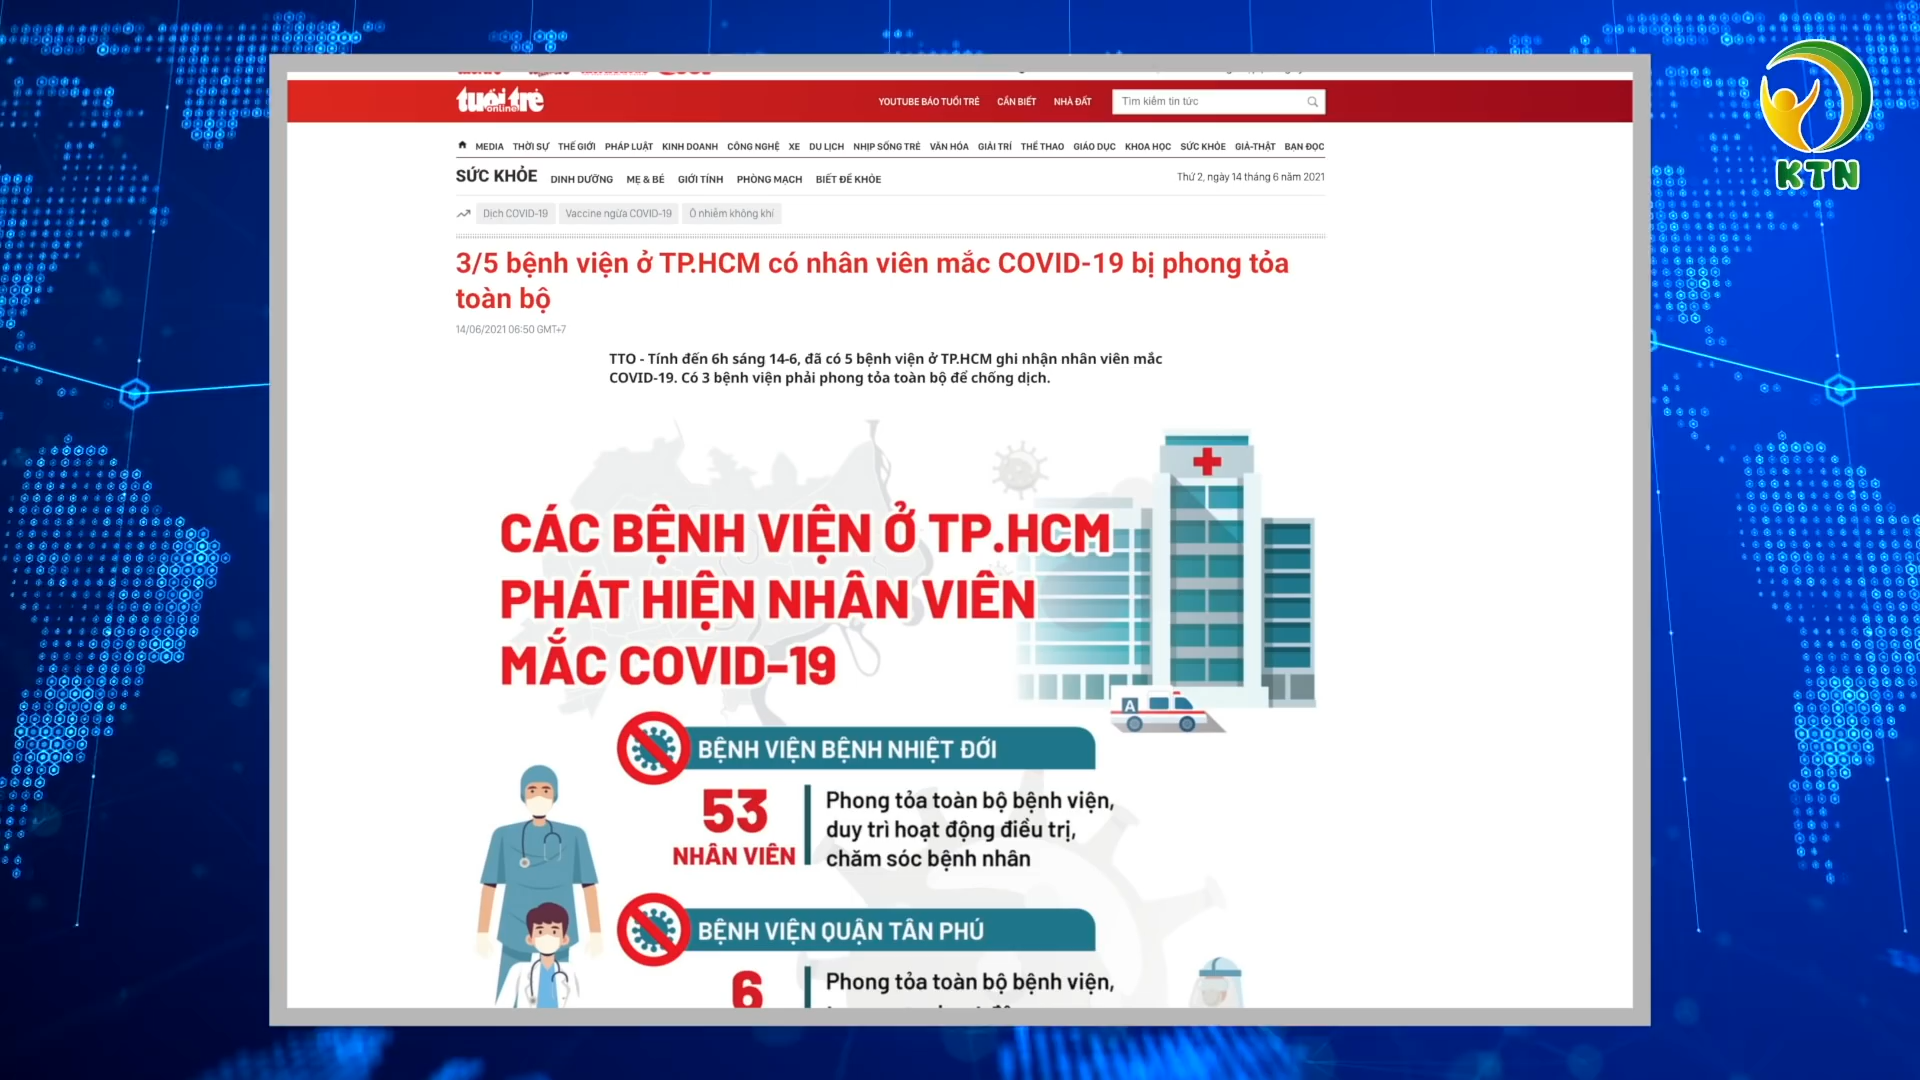 tuổi trẻ
online
YOUTUBE BÁO TUỔI TRẺ CẦN BIẾT NHÀ ĐẤT Tìm kiếm tin tức
KTN
MEDIA THỜI SỰ THẾ GIỚI PHÁP LUẬT KINH DOANH CÔNG NGHỆ XE DU LỊCH NHỊP SỐNG TRẺ VĂN HÓA GIẢI TRÍ THỂ THAO GIÁO DỤC KHOA HỌC SỨC KHỎE GIẢ-THẬT BẠN ĐỌC
SỨC KHỎE DINH DƯỠNG MẸ & BÉ GIỚI TÍNH PHÒNG MẠCH BIẾT ĐỂ KHỎE Thứ 2, ngày 14 tháng 6 năm 2021
Dịch COVID-19 Vaccine ngừa COVID-19 Ô nhiễm không khí
3/5 bệnh viện ở TP.HCM có nhân viên mắc COVID-19 bị phong tỏa
toàn bộ
14/06/2021 06:50 GMT+7
TTO - Tính đến 6h sáng 14-6, đã có 5 bệnh viện ở TP.HCM ghi nhận nhân viên mắc
COVID-19. Có 3 bệnh viện phải phong tỏa toàn bộ để chống dịch.
CÁC BỆNH VIỆN Ở TP.HCM
PHÁT HIỆN NHÂN VIÊN
MẮC COVID-19
A
BỆNH VIỆN BỆNH NHIỆT ĐỚI
53
NHÂN VIÊN
Phong tỏa toàn bộ bệnh viện,
duy trì hoạt động điều trị,
chăm sóc bệnh nhân
BỆNH VIỆN QUẬN TÂN PHÚ
6
Phong tỏa toàn bộ bệnh viện,